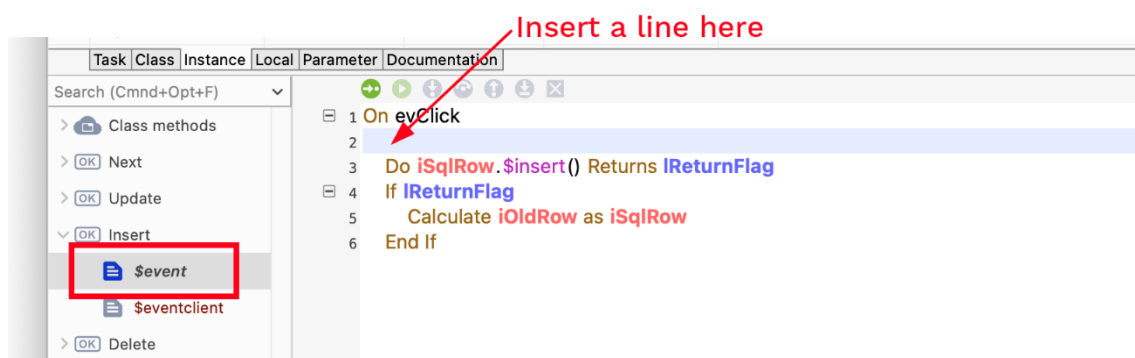 Insert a line here
Task Class Instance Local Parameter Documentation
Search (Cmnd+Opt+F)
Class methods
OK Next
OK Update
OK Insert
$event
$eventclient
OK Delete
1 On evClick
2
3 Do iSqlRow.$insert() Returns lReturnFlag
4 If lReturnFlag
5 Calculate iOldRow as iSqlRow
6 End If